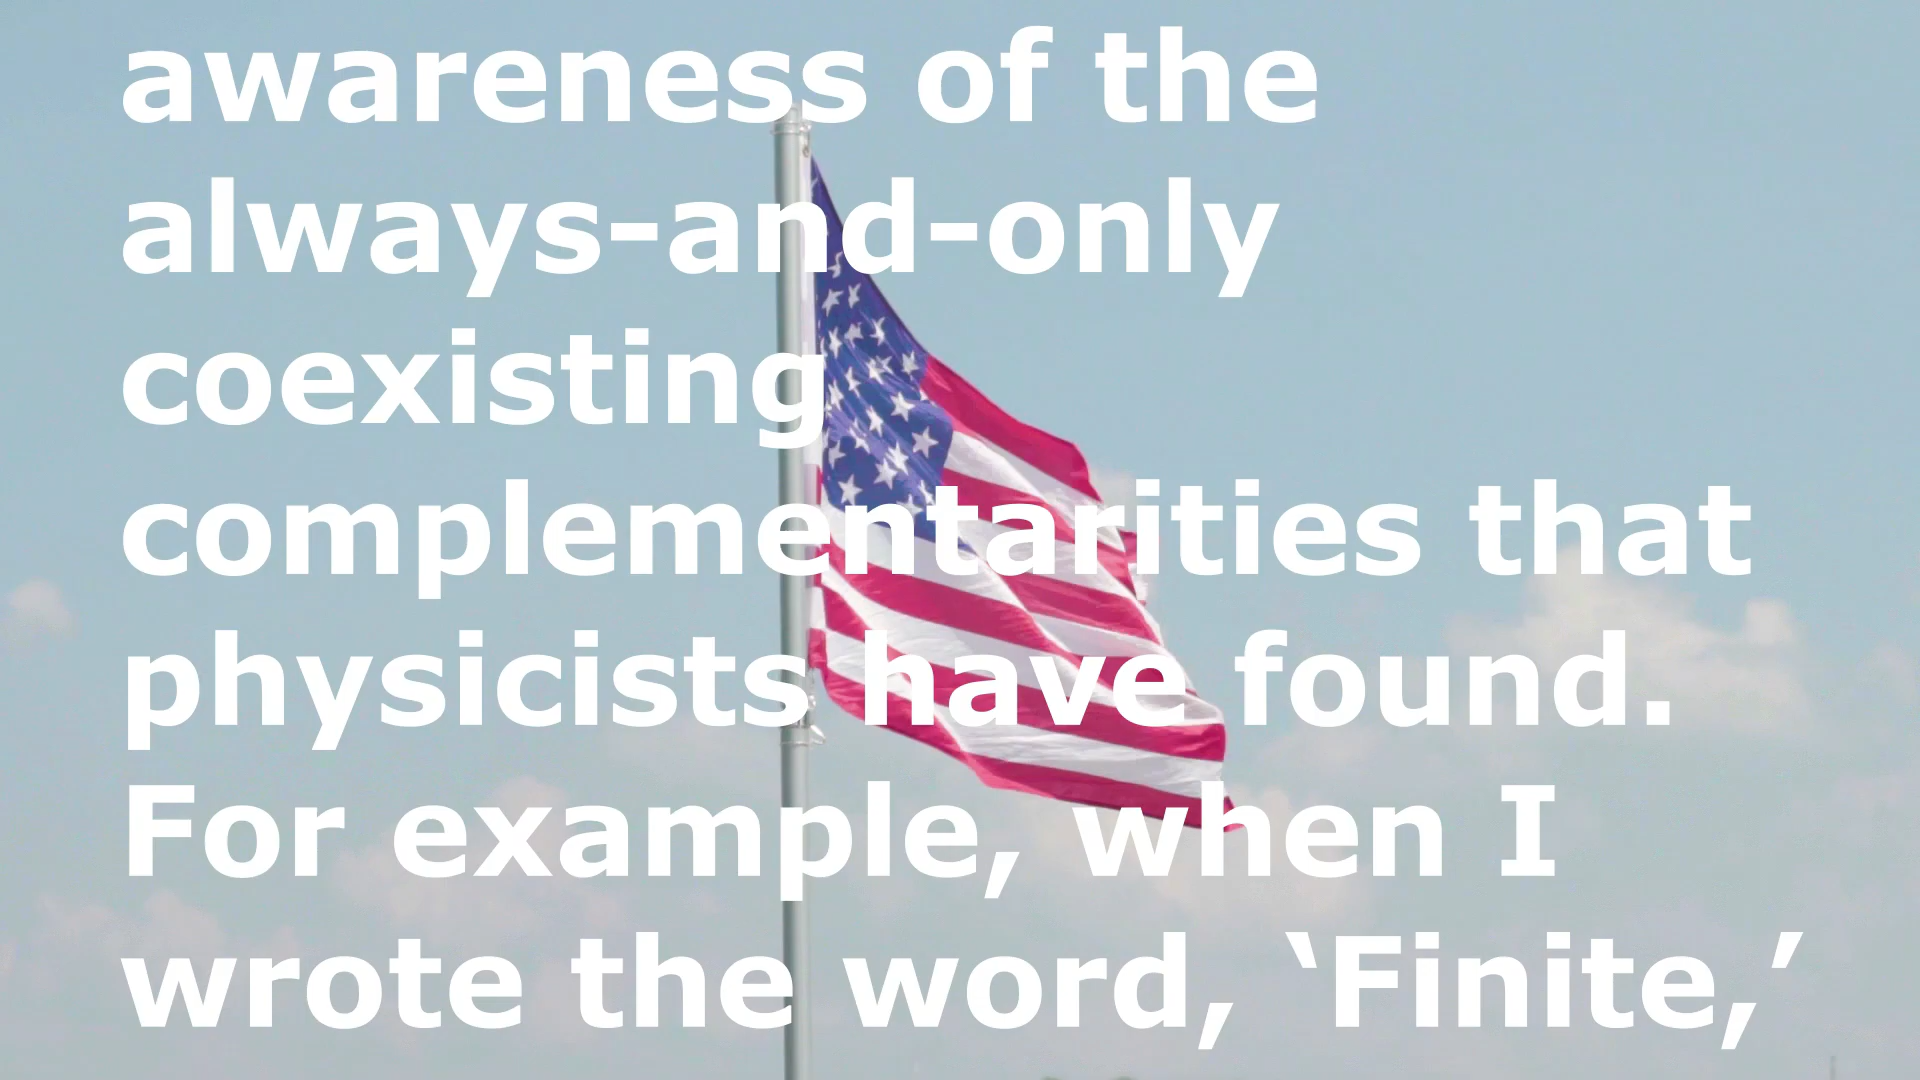 awareness of the
always-and-only
coexisting
complementarities that
physicists have found.
For example, when I
wrote the word, ‘Finite,’